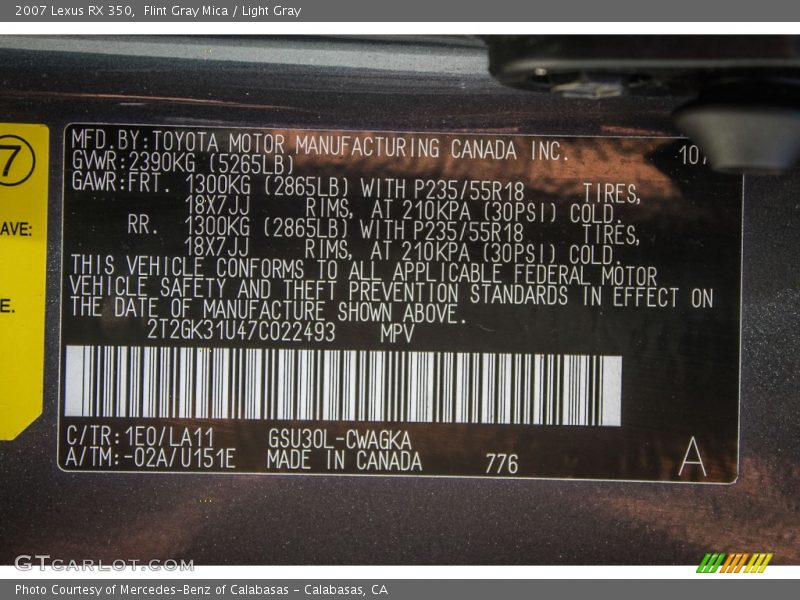 2007 Lexus RX 350,  Flint Gray Mica / Light Gray
7
AVE:
E.
MFD.BY:TOYOTA MOTOR MANUFACTURING CANADA INC.
GVWR:2390KG (5265LB)
GAWR:FRT. 1300KG (2865LB) WITH P235/55R18 TIRES,
18X7JJ RIMS, AT 210KPA (30PSI) COLD.
RR. 1300KG (2865LB) WITH P235/55R18 TIRES,
18X7JJ RIMS, AT 210KPA (30PSI) COLD.
THIS VEHICLE CONFORMS TO ALL APPLICABLE FEDERAL MOTOR
VEHICLE SAFETY AND THEFT PREVENTION STANDARDS IN EFFECT ON
THE DATE OF MANUFACTURE SHOWN ABOVE.
2T2GK31U47C022493 MPV
C/TR:1E0/LA11 GSU30L-CWAGKA
A/TM:-02A/U151E MADE IN CANADA 776 A
GTcarlot.com
Photo Courtesy of Mercedes-Benz of Calabasas - Calabasas, CA